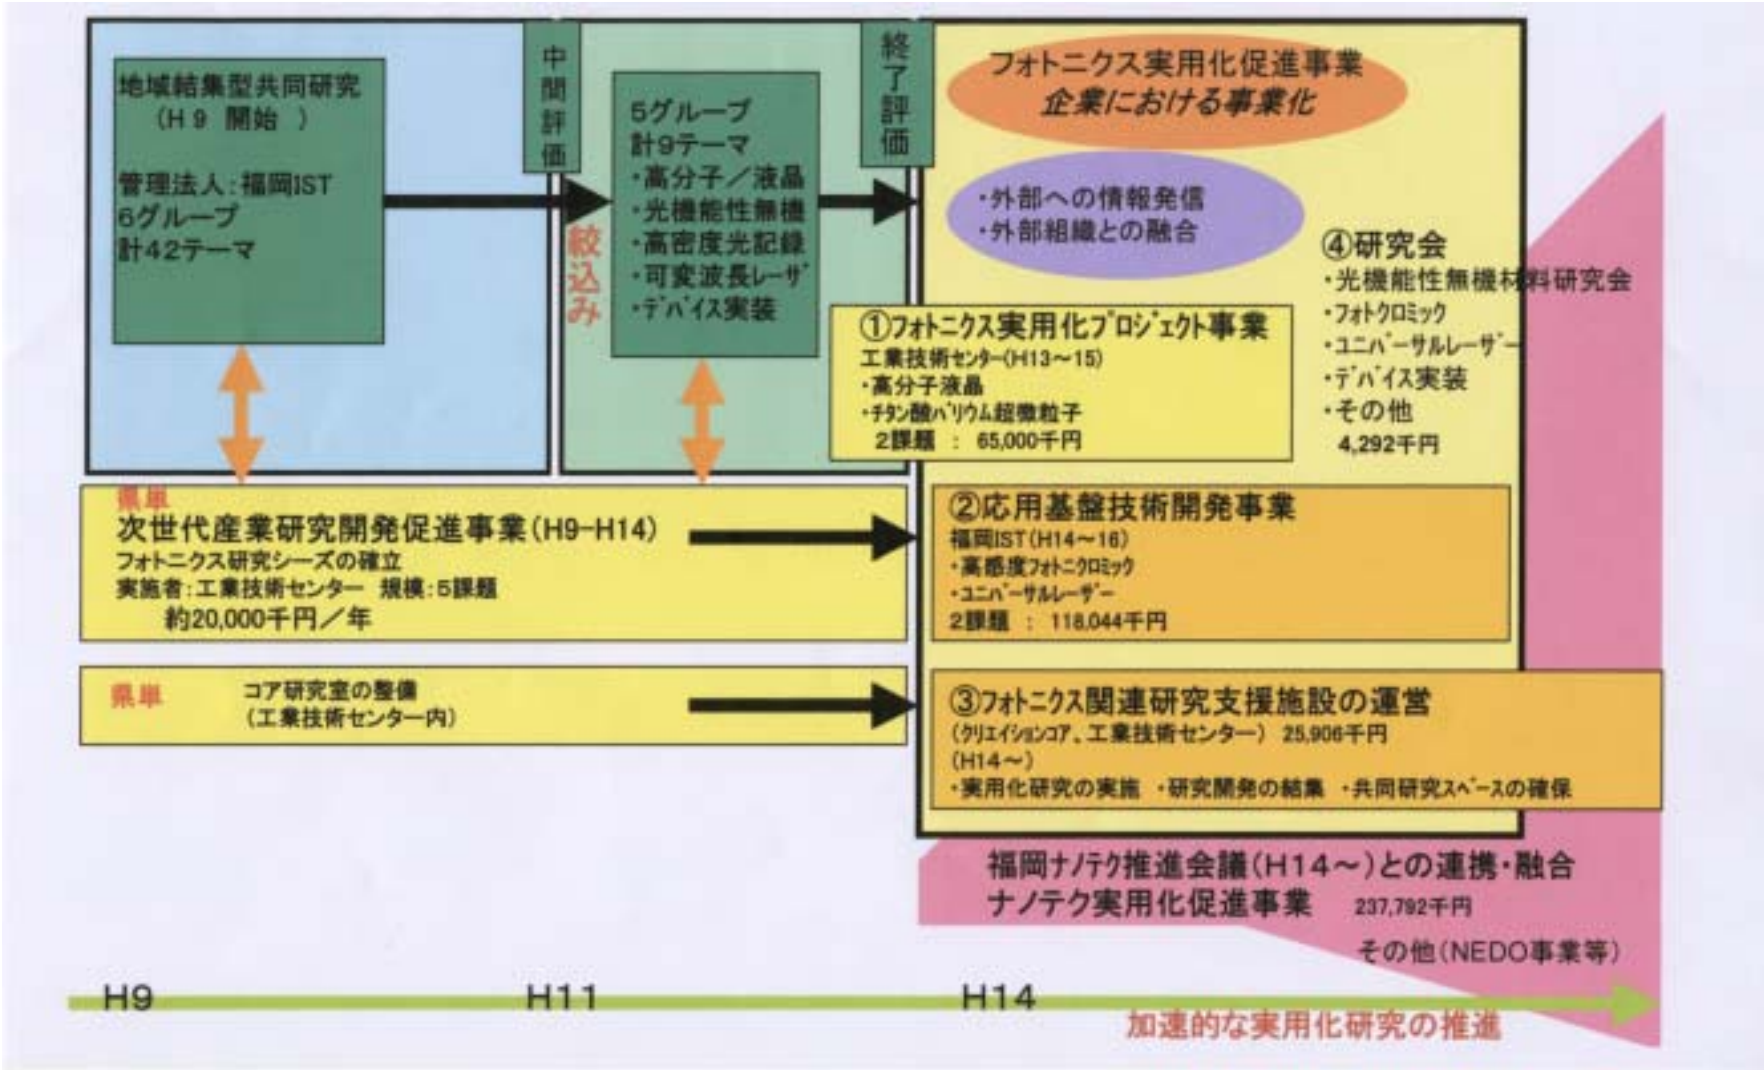 地域結集型共同研究
(H9 開始 )
管理法人:福岡IST
6グループ
計42テーマ
中間評価
絞込み
5グループ
計9テーマ
・高分子/液晶
・光機能性無機
・高密度光記録
・可変波長レーザ
・デバイス実装
終了評価
フォトニクス実用化促進事業
企業における事業化
・外部への情報発信
・外部組織との融合
④研究会
・光機能性無機材料研究会
・フォトクロミック
・ユニバーサルレーザー
・デバイス実装
・その他
4,292千円
①フォトニクス実用化プロジェクト事業
工業技術センター(H13~15)
・高分子液晶
・チタン酸バリウム超微粒子
2課題 : 65,000千円
県単
次世代産業研究開発促進事業(H9-H14)
フォトニクス研究シーズの確立
実施者:工業技術センター 規模:5課題
約20,000千円/年
②応用基盤技術開発事業
福岡IST(H14~16)
・高感度フォトニクロミック
・ユニバーサルレーザー
2課題 : 118,044千円
県単
コア研究室の整備
(工業技術センター内)
③フォトニクス関連研究支援施設の運営
(クリエイションコア、工業技術センター) 25,906千円
(H14~)
・実用化研究の実施 ・研究開発の結集 ・共同研究スペースの確保
福岡ナノテク推進会議(H14~)との連携・融合
ナノテク実用化促進事業 237,792千円
その他(NEDO事業等)
H9
H11
H14
加速的な実用化研究の推進